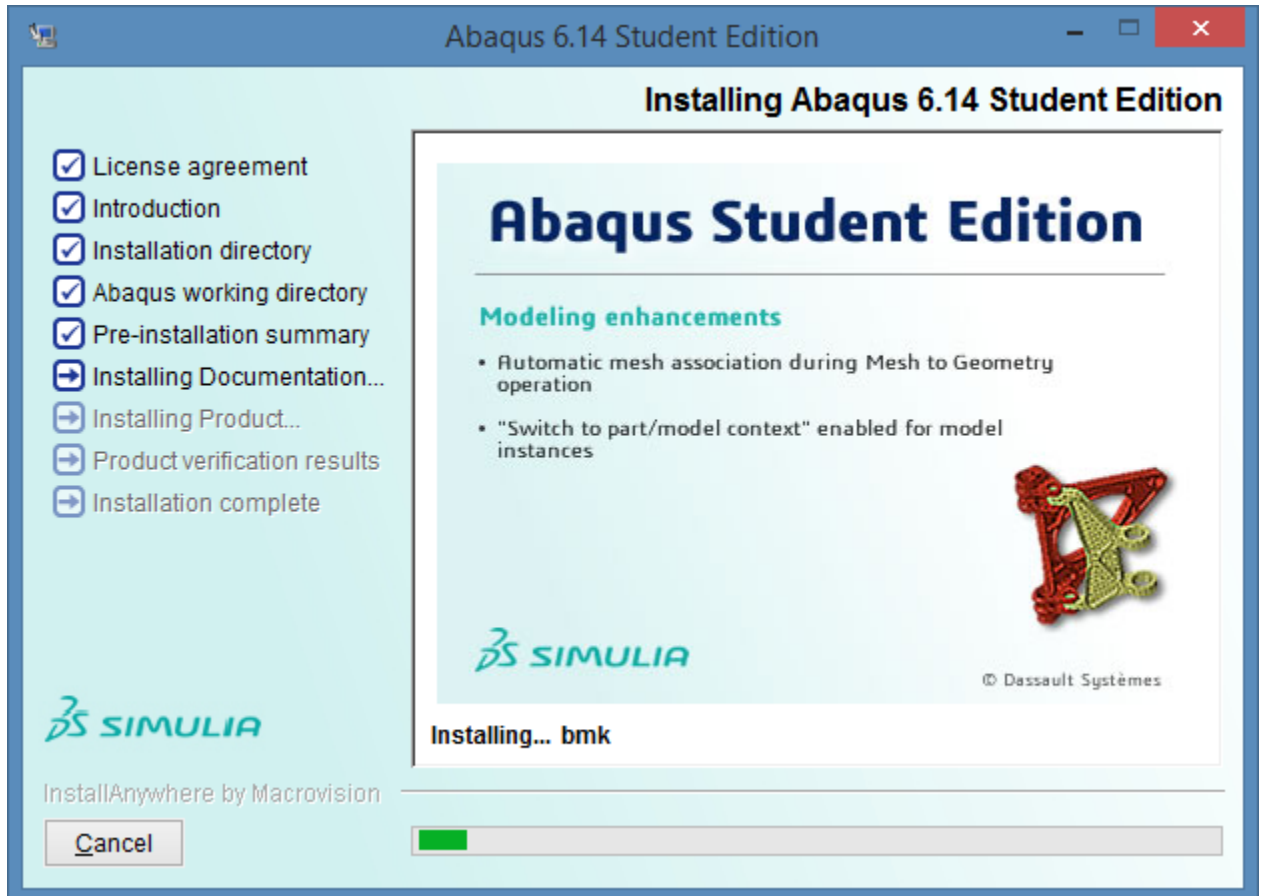 Abaqus 6.14 Student Edition
Installing Abaqus 6.14 Student Edition
License agreement
Introduction
Installation directory
Abaqus working directory
Pre-installation summary
Installing Documentation...
Installing Product...
Product verification results
Installation complete
Abaqus Student Edition
Modeling enhancements
• Automatic mesh association during Mesh to Geometry
operation
• "Switch to part/model context" enabled for model
instances
3DS SIMULIA
© Dassault Systèmes
3DS SIMULIA
Installing... bmk
InstallAnywhere by Macrovision
Cancel